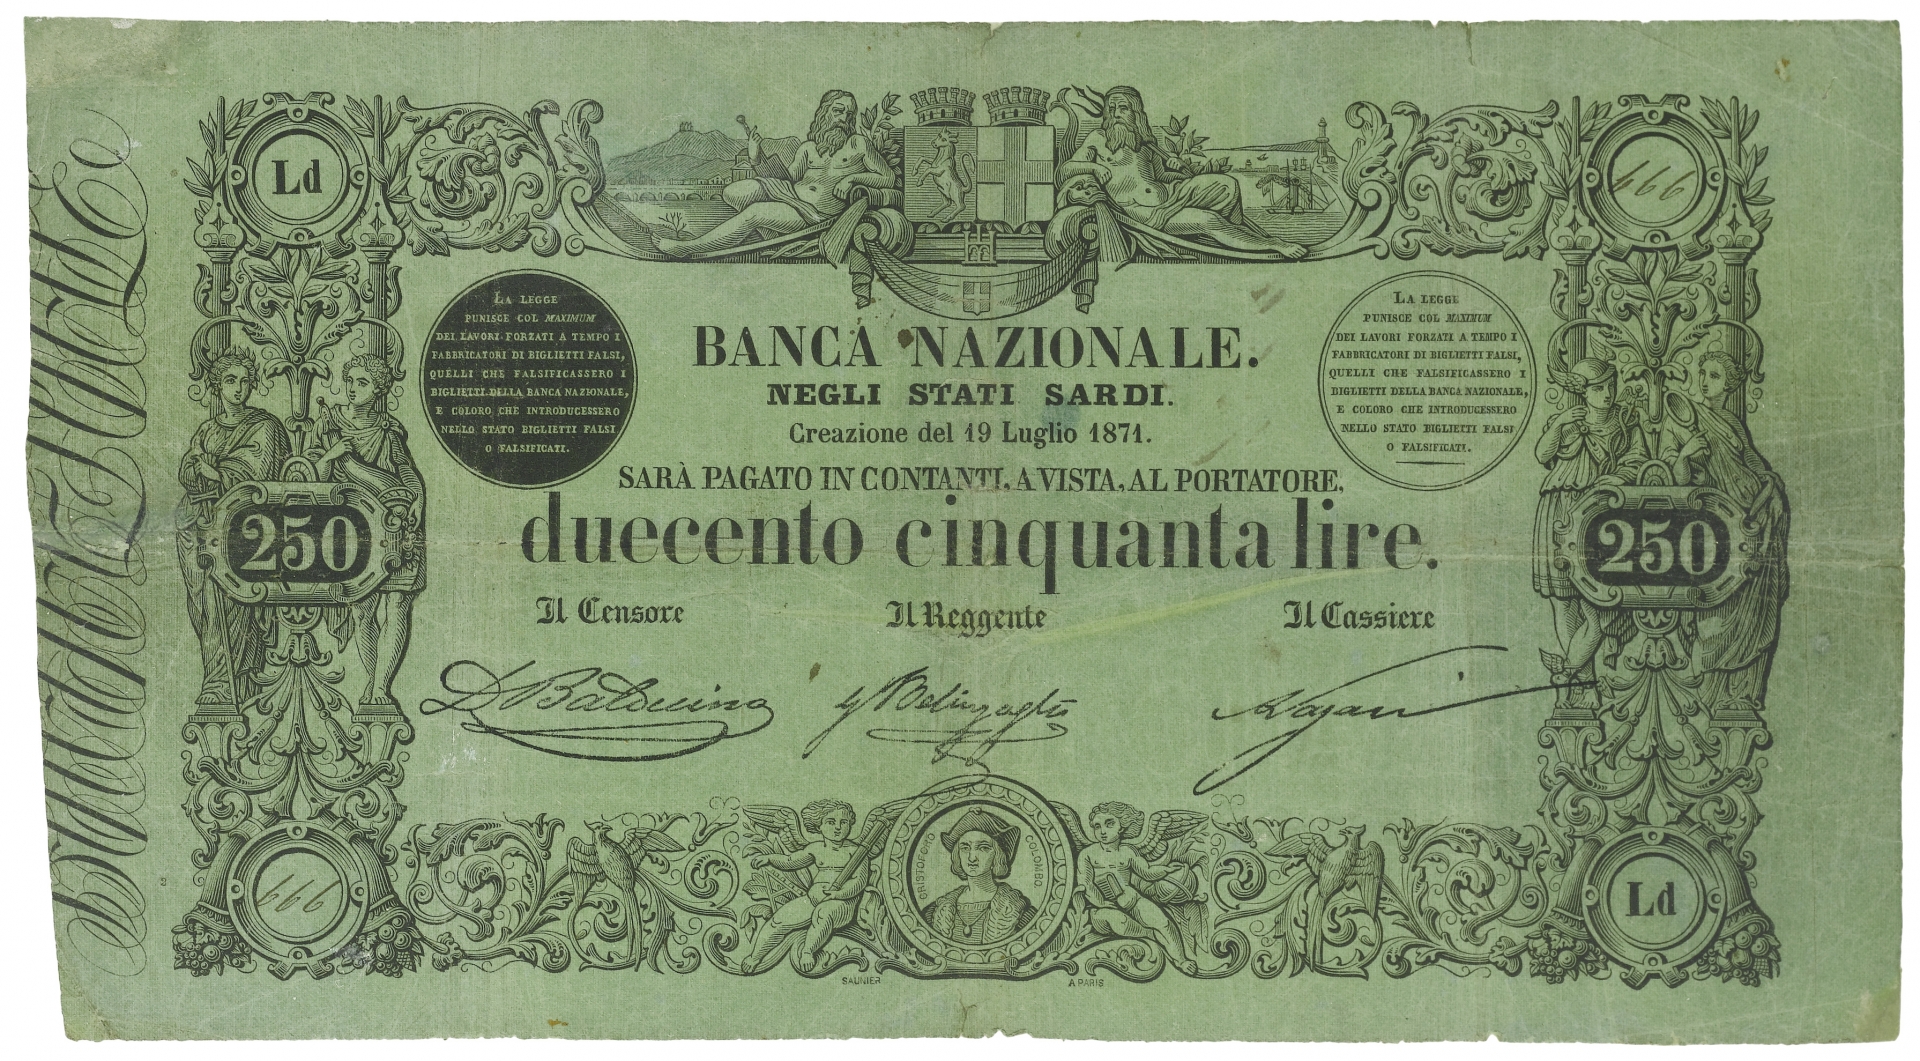 Ld
666
LA LEGGE
PUNISCE COL MAXIMUM
DEI LAVORI FORZATI A TEMPO I
FABBRICATORI DI BIGLIETTI FALSI,
QUELLI CHE FALSIFICASSERO I
BIGLIETTI DELLA BANCA NAZIONALE,
E COLORO CHE INTRODUCESSERO
NELLO STATO BIGLIETTI FALSI
O FALSIFICATI.
BANCA NAZIONALE.
NEGLI STATI SARDI.
Creazione del 19 Luglio 1871.
LA LEGGE
PUNISCE COL MAXIMUM
DEI LAVORI FORZATI A TEMPO I
FABBRICATORI DI BIGLIETTI FALSI,
QUELLI CHE FALSIFICASSERO I
BIGLIETTI DELLA BANCA NAZIONALE,
E COLORO CHE INTRODUCESSERO
NELLO STATO BIGLIETTI FALSI
O FALSIFICATI.
SARÀ PAGATO IN CONTANTI, A VISTA, AL PORTATORE,
duecento cinquanta lire.
250
250
Il Censore
Il Reggente
Il Cassiere
666
CRISTOFORO COLOMBO
Ld
SAUNIER
A PARIS